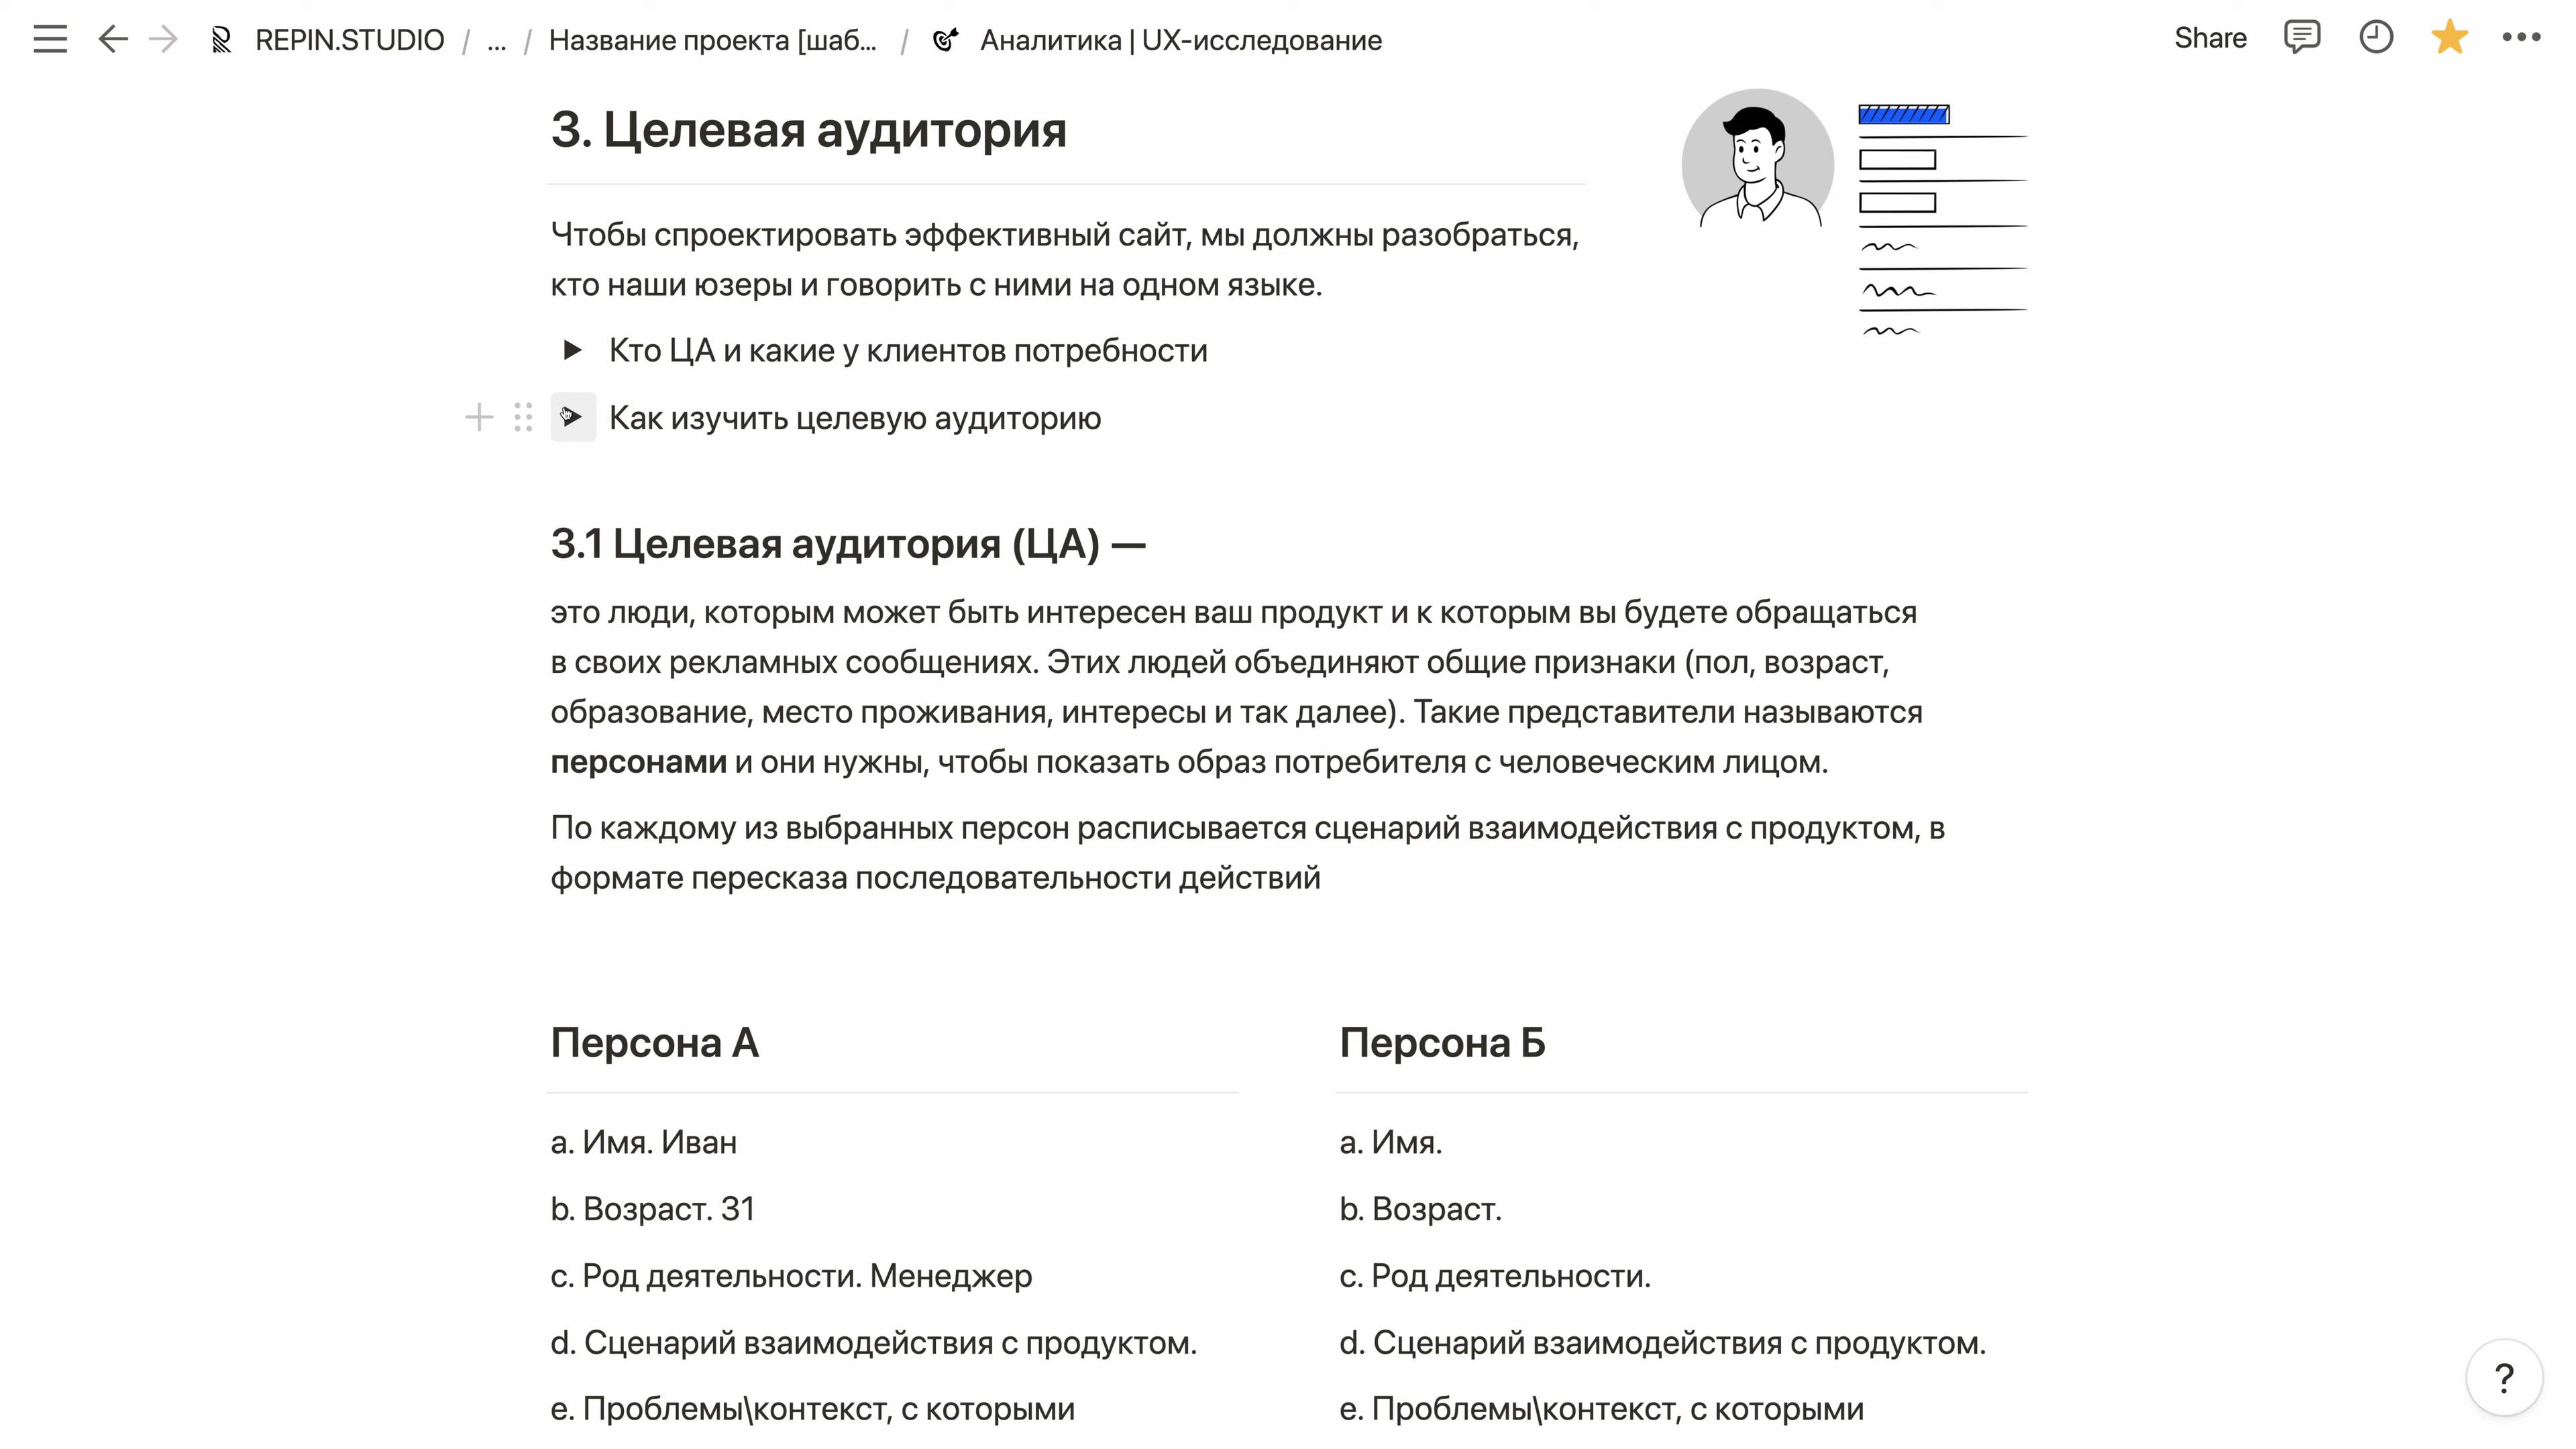 REPIN.STUDIO / ... / Название проекта [шаб... / Аналитика | UX-исследование
Share
3. Целевая аудитория
Чтобы спроектировать эффективный сайт, мы должны разобраться,
кто наши юзеры и говорить с ними на одном языке.
Кто ЦА и какие у клиентов потребности
Как изучить целевую аудиторию
3.1 Целевая аудитория (ЦА) —
это люди, которым может быть интересен ваш продукт и к которым вы будете обращаться
в своих рекламных сообщениях. Этих людей объединяют общие признаки (пол, возраст,
образование, место проживания, интересы и так далее). Такие представители называются
персонами и они нужны, чтобы показать образ потребителя с человеческим лицом.
По каждому из выбранных персон расписывается сценарий взаимодействия с продуктом, в
формате пересказа последовательности действий
Персона А
a. Имя. Иван
b. Возраст. 31
c. Род деятельности. Менеджер
d. Сценарий взаимодействия с продуктом.
e. Проблемы\контекст, с которыми
Персона Б
a. Имя.
b. Возраст.
c. Род деятельности.
d. Сценарий взаимодействия с продуктом.
e. Проблемы\контекст, с которыми
?